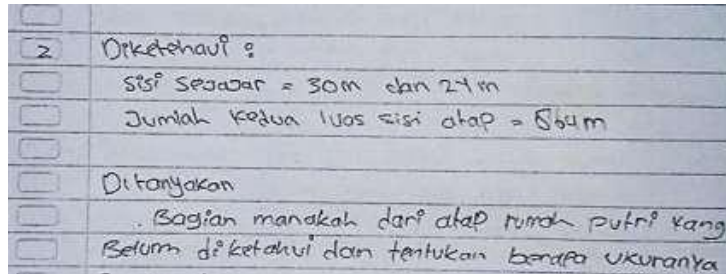 2 Diketahui :
sisi sejajar = 30m dan 24m
Jumlah kedua luas sisi atap = 864m
Ditanyakan
. Bagian manakah dari atap rumah putri yang
Belum diketahui dan tentukan berapa ukuranya